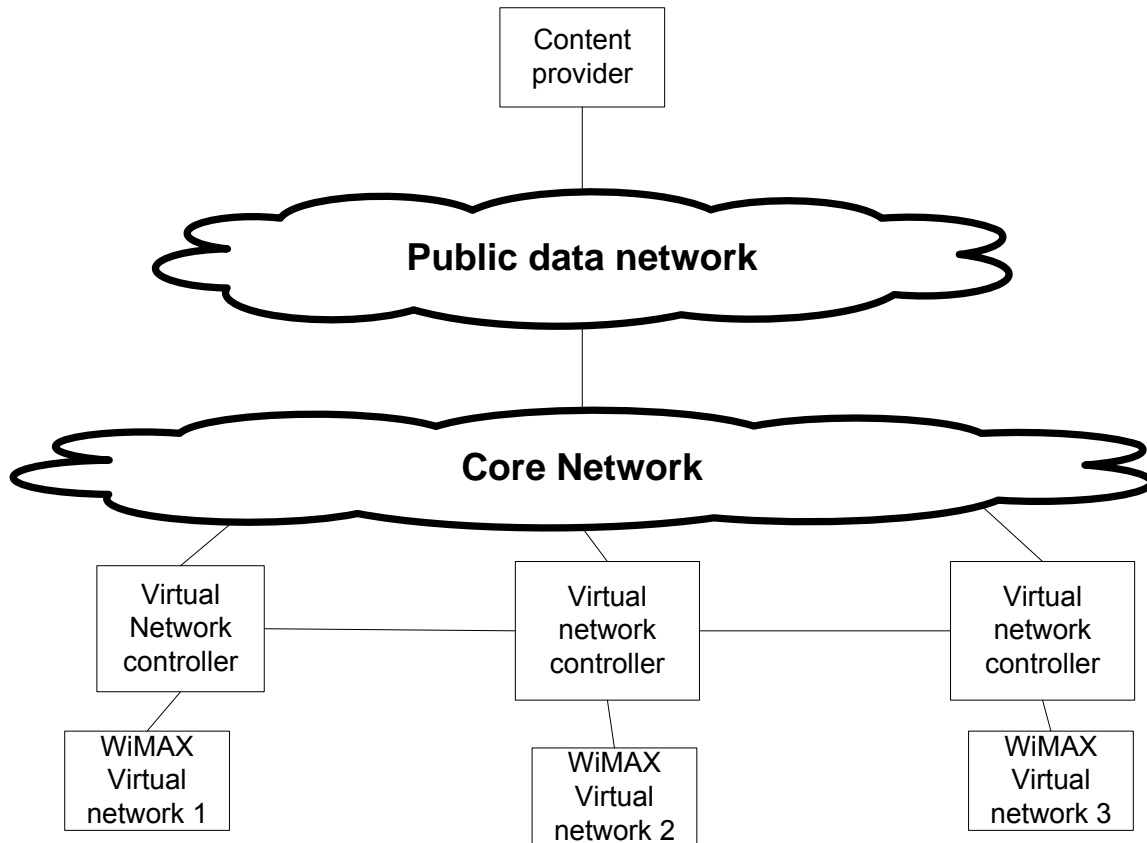 Content
provider
Public data network
Core Network
Virtual
Network
controller
Virtual
network
controller
Virtual
network
controller
WiMAX
Virtual
network 1
WiMAX
Virtual
network 2
WiMAX
Virtual
network 3